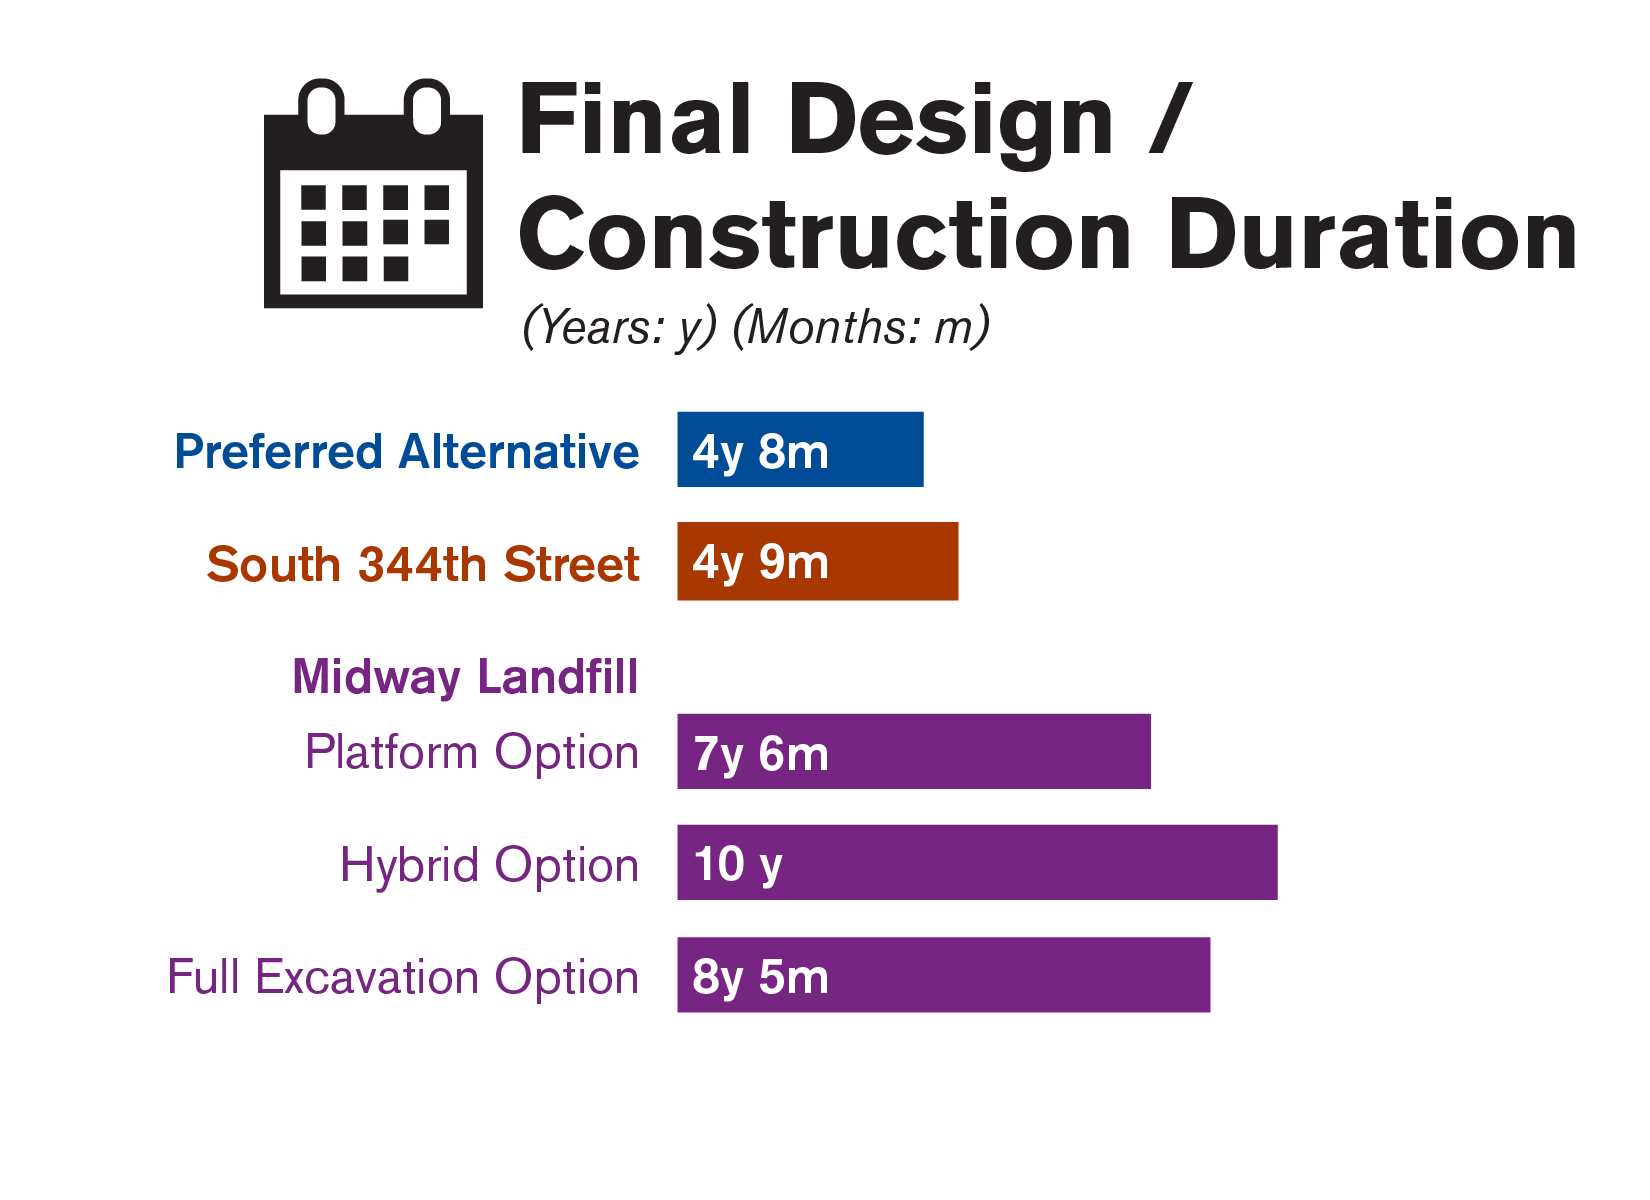 Final Design /
Construction Duration
(Years: y) (Months: m)
Preferred Alternative 4y 8m
South 344th Street 4y 9m
Midway Landfill
Platform Option 7y 6m
Hybrid Option 10 y
Full Excavation Option 8y 5m